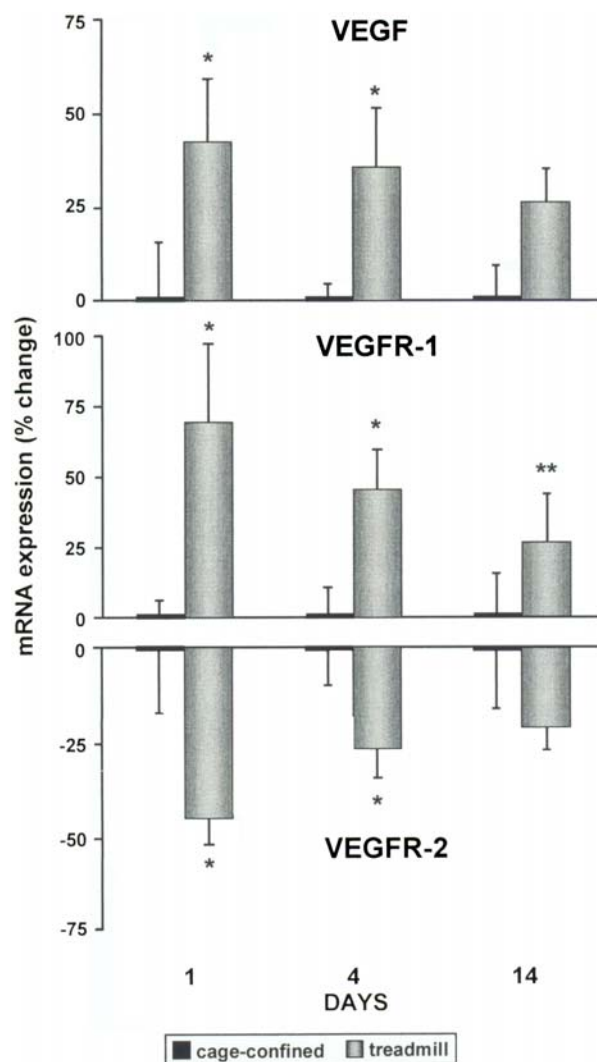 75
VEGF
*
*
50
25
0
mRNA expression (% change)
100
*
VEGFR-1
75
*
50
**
25
0
0
-25
*
-50
VEGFR-2
*
-75
1 4 14
DAYS
cage-confined treadmill